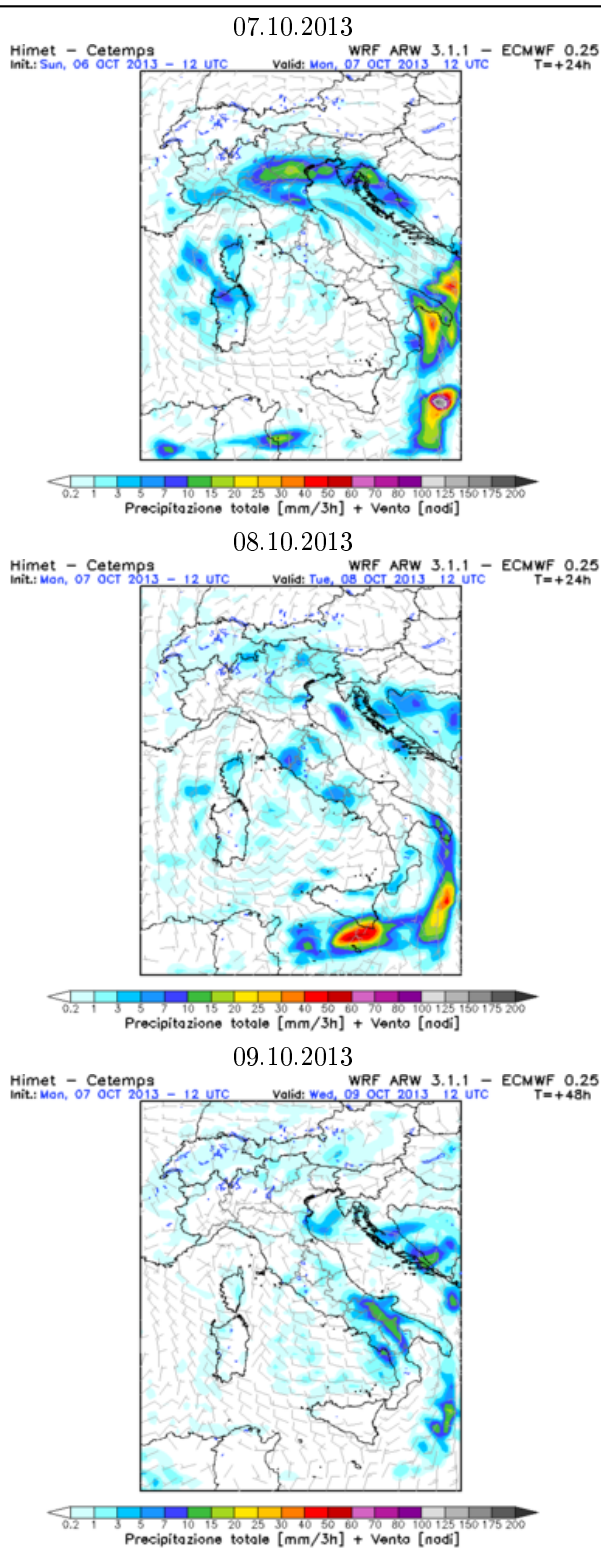 07.10.2013
Himet – Cetemps WRF ARW 3.1.1 – ECMWF 0.25
Init.: Sun, 06 OCT 2013 – 12 UTC Valid: Mon, 07 OCT 2013 12 UTC T=+24h
0.2 1 3 5 7 10 15 20 25 30 40 50 60 70 80 100 125 150 175 200
Precipitazione totale [mm/3h] + Vento [nodi]
08.10.2013
Himet – Cetemps WRF ARW 3.1.1 – ECMWF 0.25
Init.: Mon, 07 OCT 2013 – 12 UTC Valid: Tue, 08 OCT 2013 12 UTC T=+24h
0.2 1 3 5 7 10 15 20 25 30 40 50 60 70 80 100 125 150 175 200
Precipitazione totale [mm/3h] + Vento [nodi]
09.10.2013
Himet – Cetemps WRF ARW 3.1.1 – ECMWF 0.25
Init.: Mon, 07 OCT 2013 – 12 UTC Valid: Wed, 09 OCT 2013 12 UTC T=+48h
0.2 1 3 5 7 10 15 20 25 30 40 50 60 70 80 100 125 150 175 200
Precipitazione totale [mm/3h] + Vento [nodi]